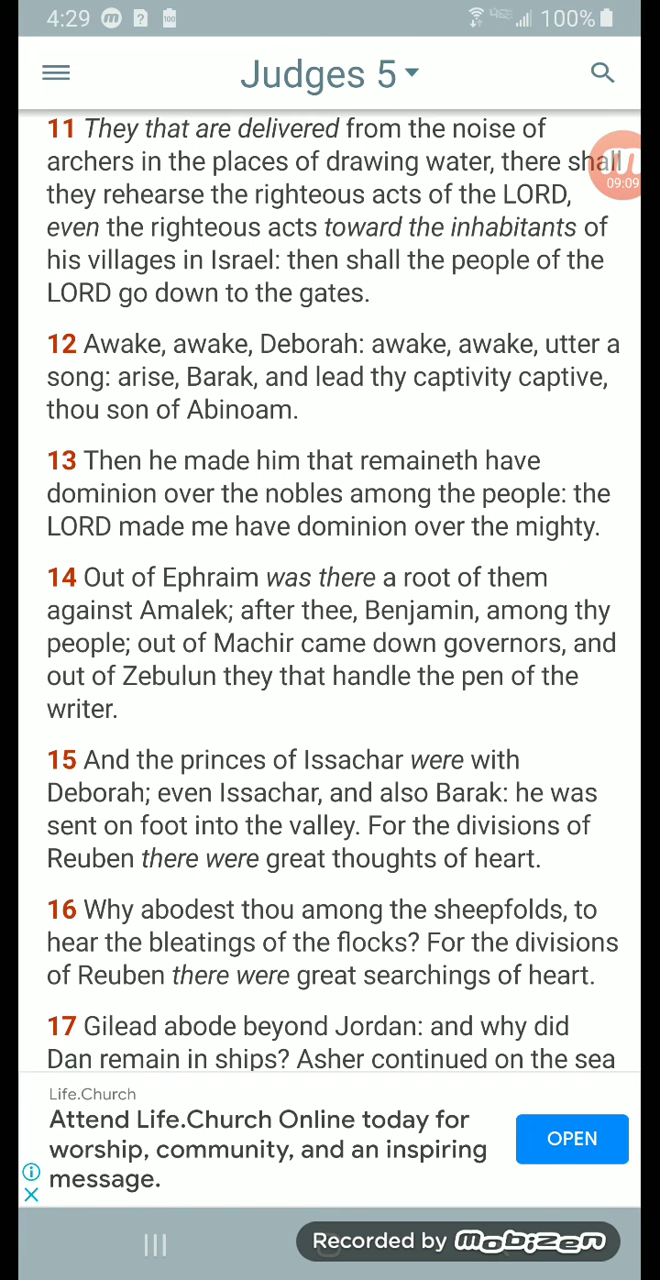 4:29 m ? 100 4G 100%
Judges 5
11 They that are delivered from the noise of
archers in the places of drawing water, there shall
they rehearse the righteous acts of the LORD,
09:09
even the righteous acts toward the inhabitants of
his villages in Israel: then shall the people of the
LORD go down to the gates.
12 Awake, awake, Deborah: awake, awake, utter a
song: arise, Barak, and lead thy captivity captive,
thou son of Abinoam.
13 Then he made him that remaineth have
dominion over the nobles among the people: the
LORD made me have dominion over the mighty.
14 Out of Ephraim was there a root of them
against Amalek; after thee, Benjamin, among thy
people; out of Machir came down governors, and
out of Zebulun they that handle the pen of the
writer.
15 And the princes of Issachar were with
Deborah; even Issachar, and also Barak: he was
sent on foot into the valley. For the divisions of
Reuben there were great thoughts of heart.
16 Why abodest thou among the sheepfolds, to
hear the bleatings of the flocks? For the divisions
of Reuben there were great searchings of heart.
17 Gilead abode beyond Jordan: and why did
Dan remain in ships? Asher continued on the sea
Life.Church
Attend Life.Church Online today for
worship, community, and an inspiring
message.
OPEN
Recorded by mobizen